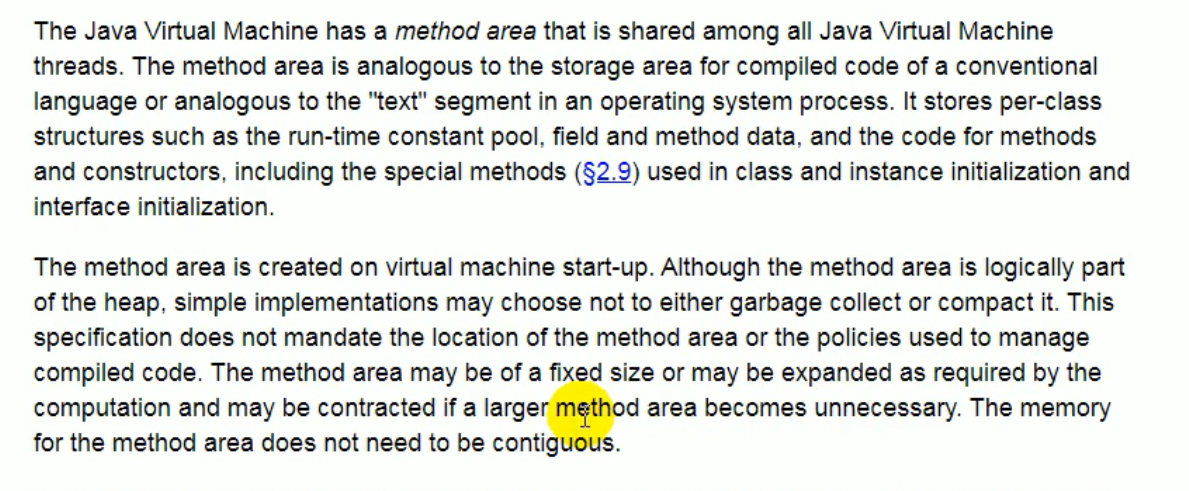 The Java Virtual Machine has a method area that is shared among all Java Virtual Machine
threads. The method area is analogous to the storage area for compiled code of a conventional
language or analogous to the "text" segment in an operating system process. It stores per-class
structures such as the run-time constant pool, field and method data, and the code for methods
and constructors, including the special methods (§2.9) used in class and instance initialization and
interface initialization.
The method area is created on virtual machine start-up. Although the method area is logically part
of the heap, simple implementations may choose not to either garbage collect or compact it. This
specification does not mandate the location of the method area or the policies used to manage
compiled code. The method area may be of a fixed size or may be expanded as required by the
computation and may be contracted if a larger method area becomes unnecessary. The memory
for the method area does not need to be contiguous.